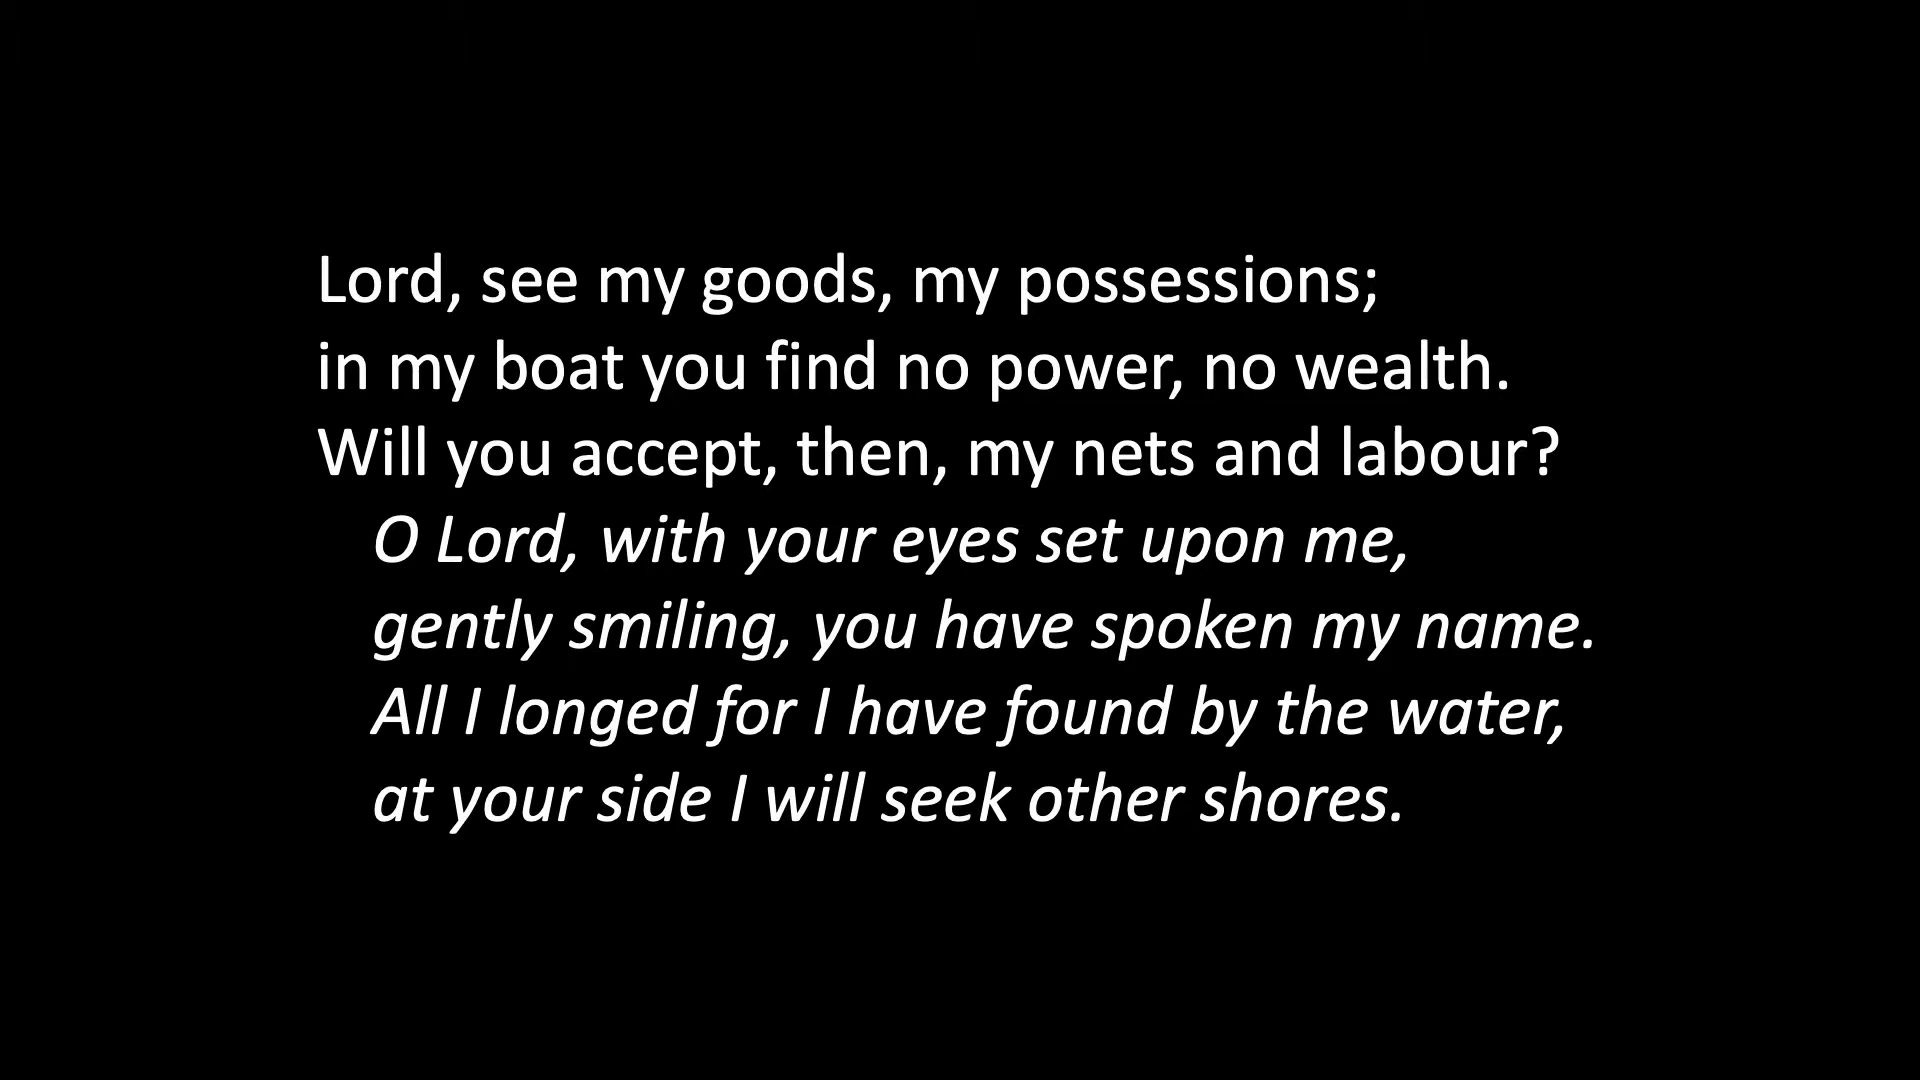 Lord, see my goods, my possessions;
in my boat you find no power, no wealth.
Will you accept, then, my nets and labour?
O Lord, with your eyes set upon me,
gently smiling, you have spoken my name.
All I longed for I have found by the water,
at your side I will seek other shores.